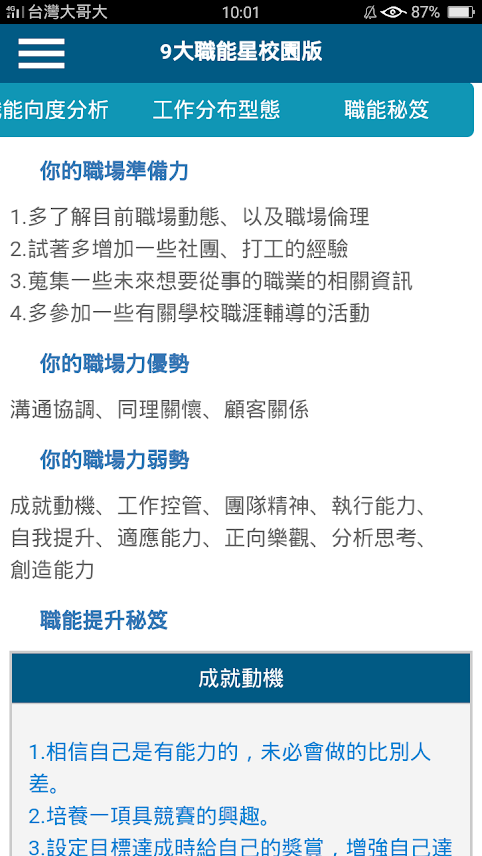 4G 台灣大哥大 10:01 87%
9大職能星校園版
能向度分析 工作分布型態 職能秘笈
你的職場準備力
1.多了解目前職場動態、以及職場倫理
2.試著多增加一些社團、打工的經驗
3.蒐集一些未來想要從事的職業的相關資訊
4.多參加一些有關學校職涯輔導的活動
你的職場力優勢
溝通協調、同理關懷、顧客關係
你的職場力弱勢
成就動機、工作控管、團隊精神、執行能力、
自我提升、適應能力、正向樂觀、分析思考、
創造能力
職能提升秘笈
成就動機
1.相信自己是有能力的，未必會做的比別人
差。
2.培養一項具競賽的興趣。
3.設定目標達成時給自己的獎賞，增強自己達